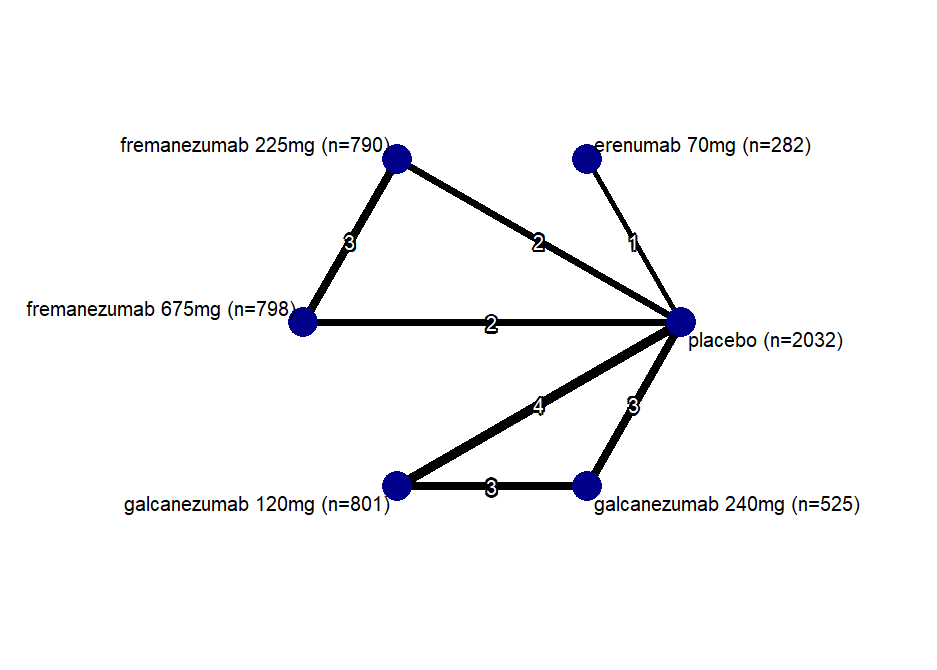 fremanezumab 225mg (n=790)
erenumab 70mg (n=282)
3
2
1
fremanezumab 675mg (n=798)
2
placebo (n=2032)
4
3
3
galcanezumab 120mg (n=801)
galcanezumab 240mg (n=525)